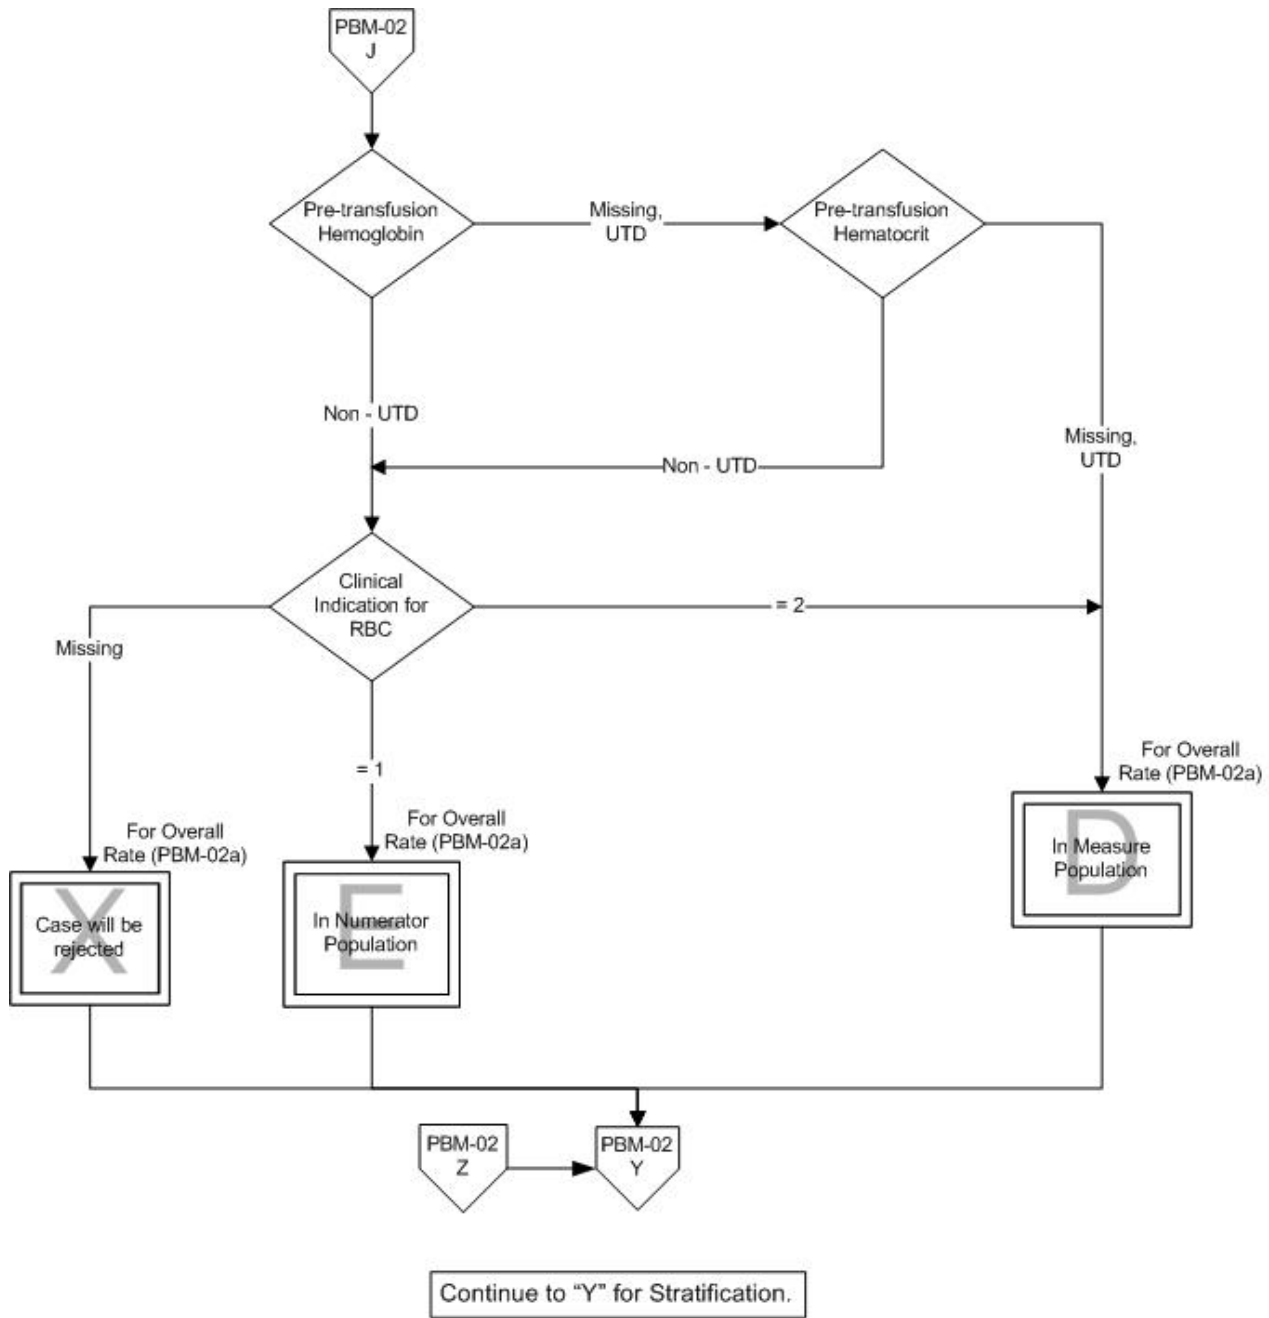 PBM-02
J
Pre-transfusion
Hemoglobin
Missing,
UTD
Pre-transfusion
Hematocrit
Non - UTD
Non - UTD
Missing,
UTD
Clinical
Indication for
RBC
= 2
Missing
= 1
For Overall
Rate (PBM-02a)
For Overall
Rate (PBM-02a)
For Overall
Rate (PBM-02a)
X
Case will be
rejected
E
In Numerator
Population
D
In Measure
Population
PBM-02
Z
PBM-02
Y
Continue to “Y” for Stratification.